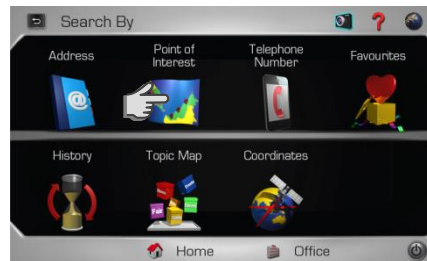 Search By
?
Address
Point of
Interest
Telephone
Number
Favourites
@
History
Topic Map
Coordinates
Home
Office